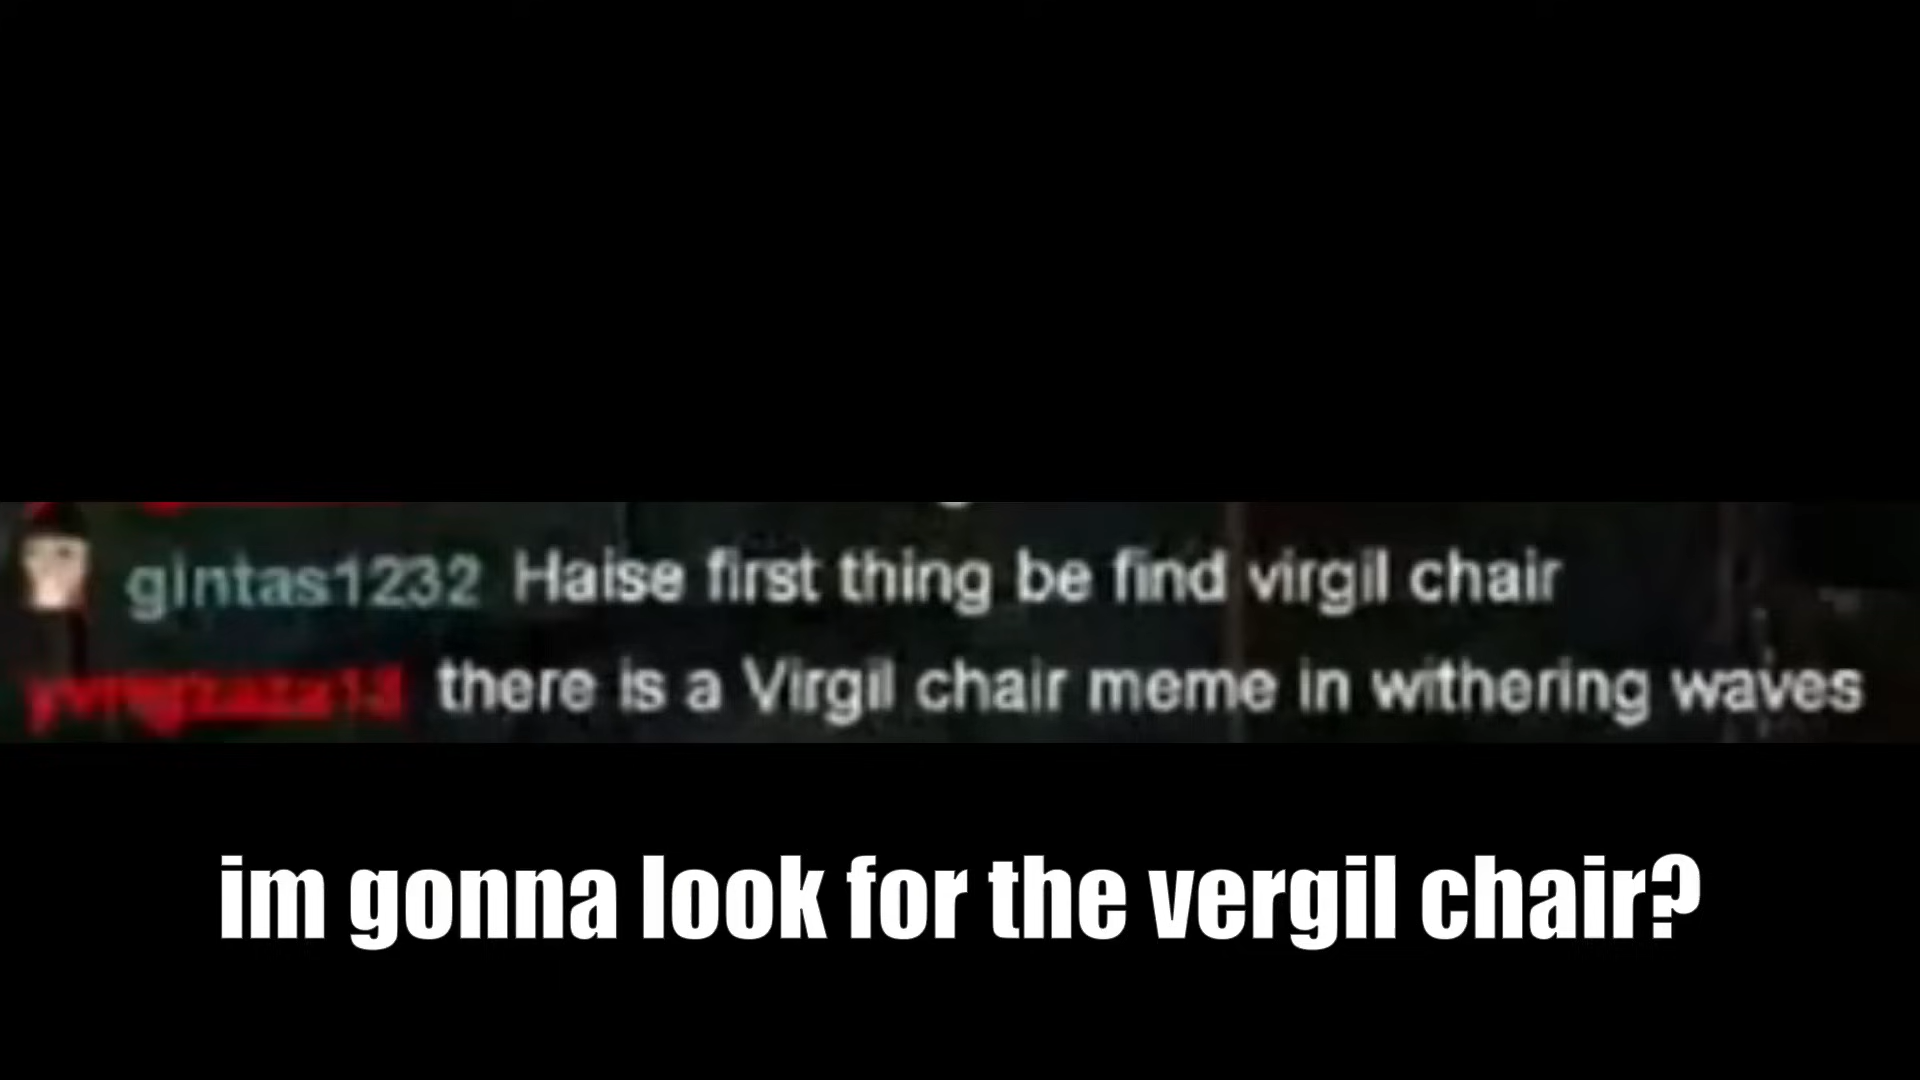 gintas1232 Haise first thing be find virgil chair
there is a Virgil chair meme in withering waves
im gonna look for the vergil chair?